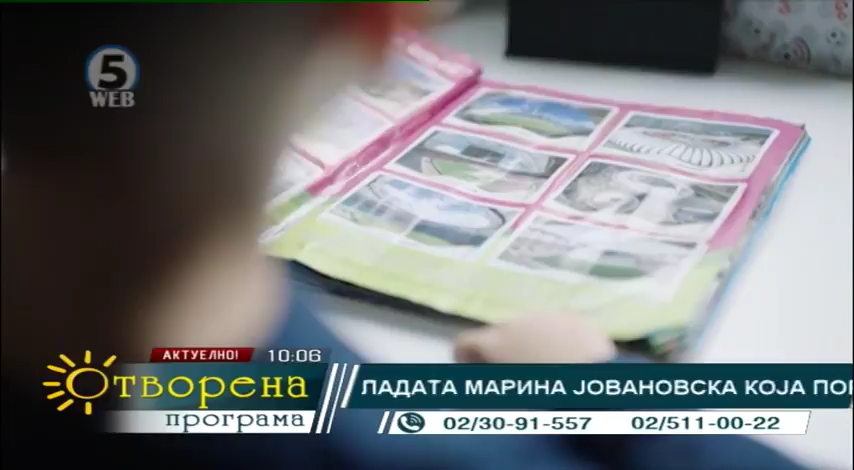 5
WEB
АКТУЕЛНО! 10:06
Отворена
програма
ЛАДАТА МАРИНА ЈОВАНОВСКА КОЈА
02/30-91-557 02/511-00-22